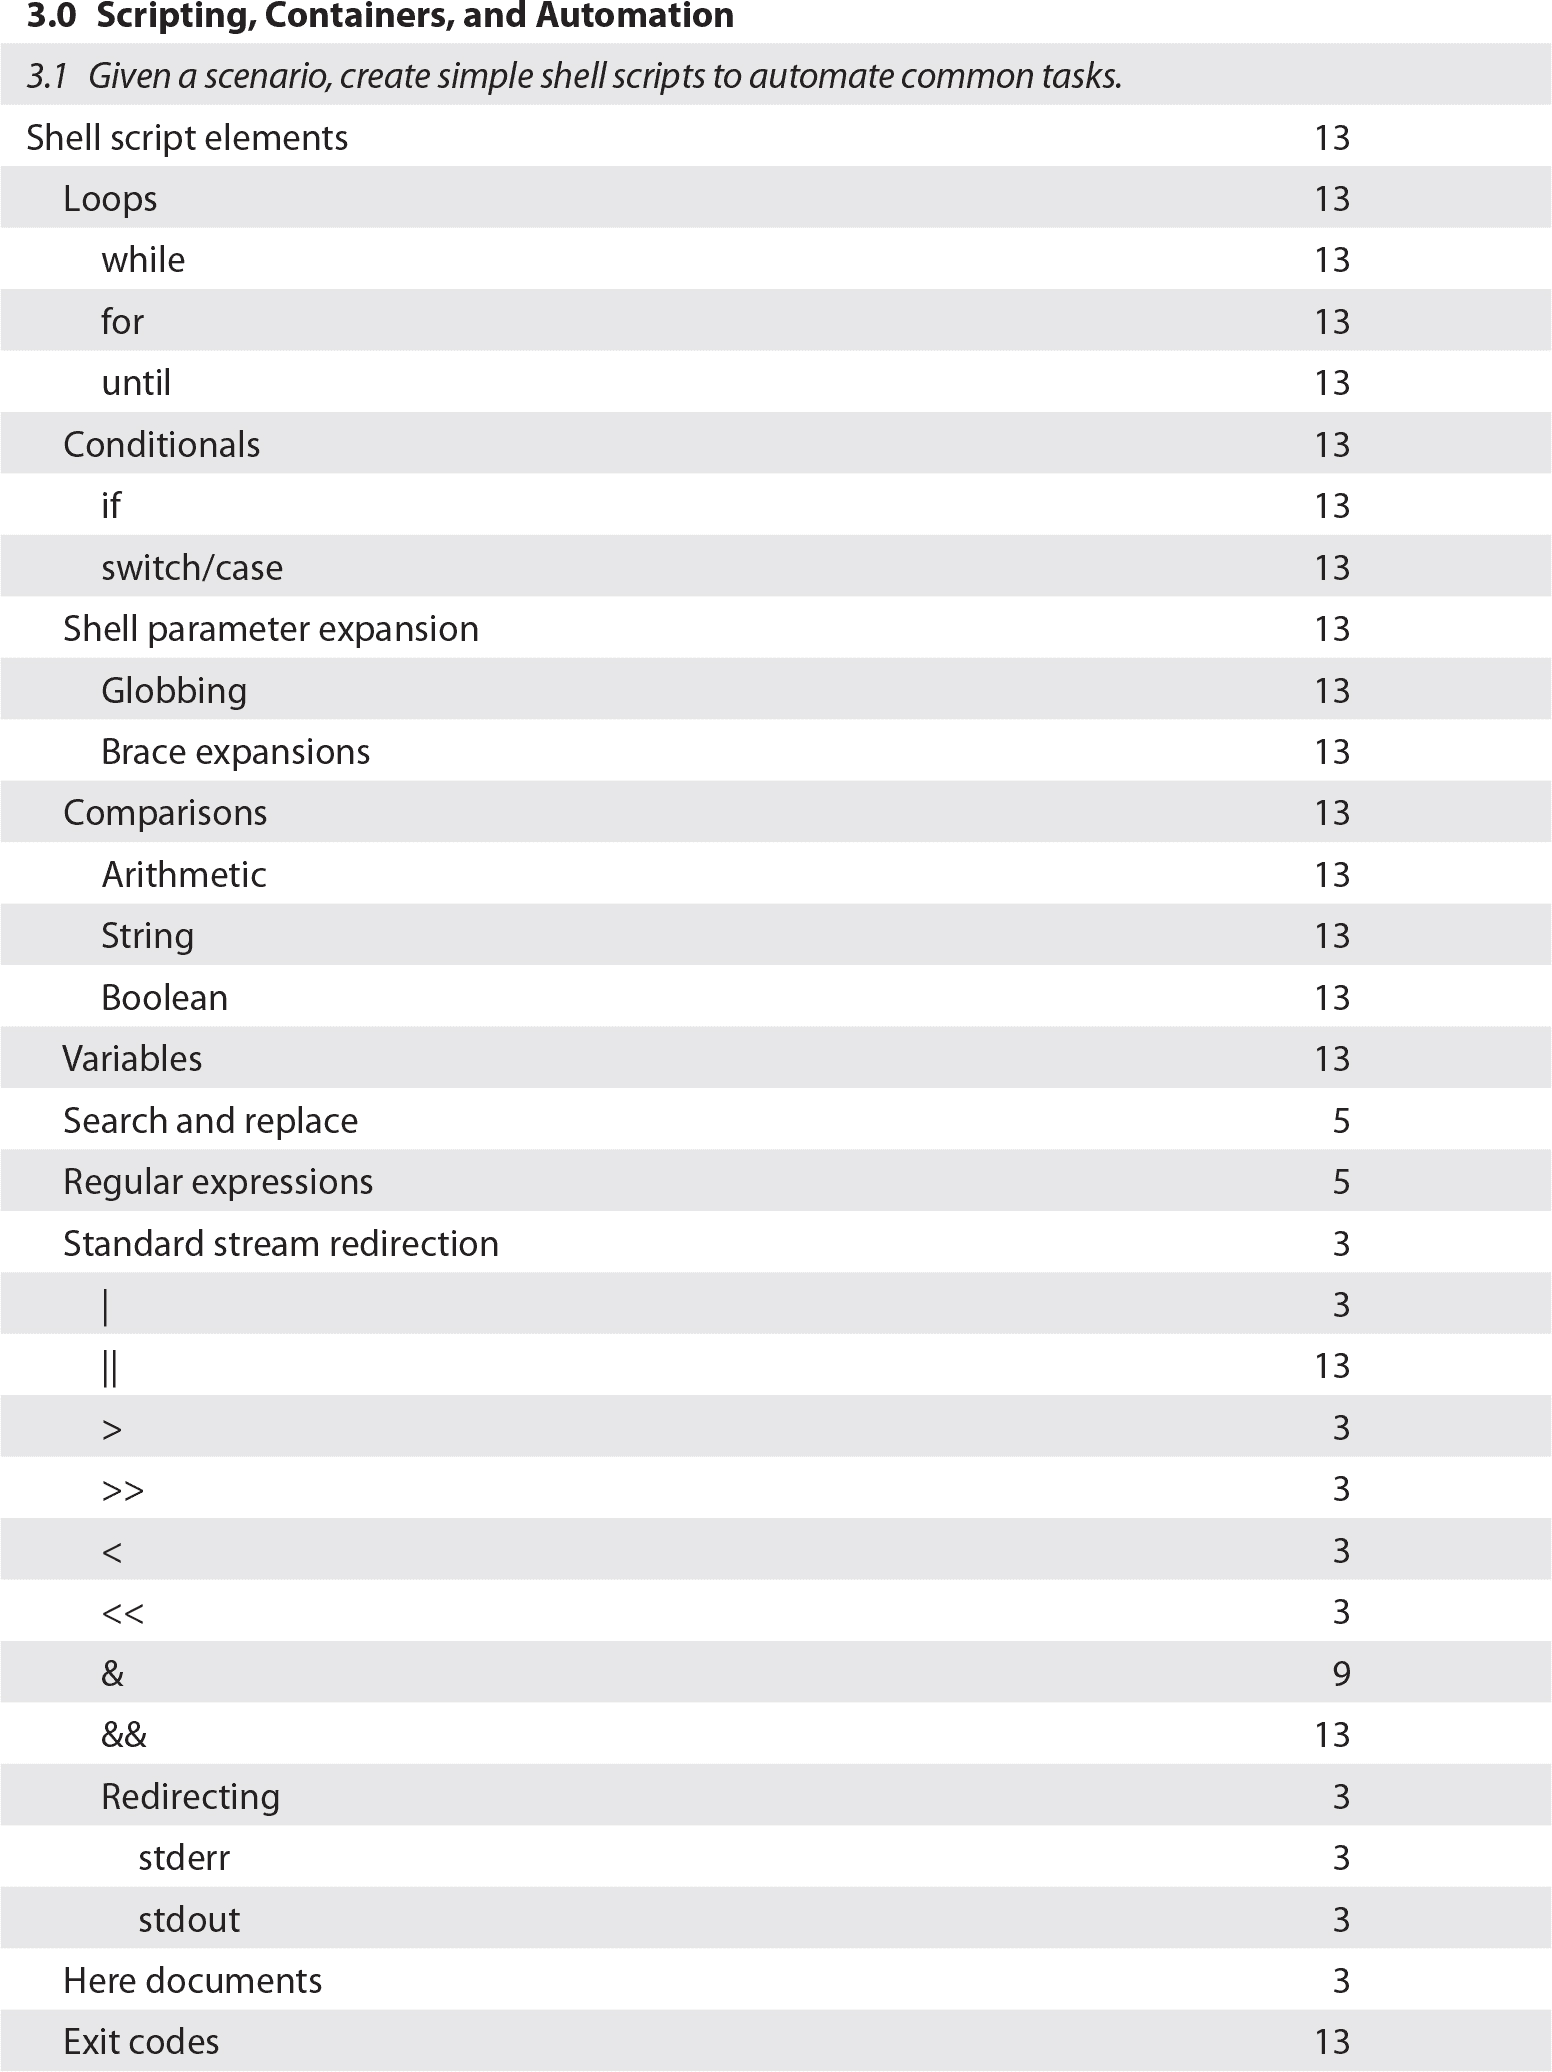 3.0 Scripting, Containers, and Automation
3.1 Given a scenario, create simple shell scripts to automate common tasks.
Shell script elements 13
Loops 13
while 13
for 13
until 13
Conditionals 13
if 13
switch/case 13
Shell parameter expansion 13
Globbing 13
Brace expansions 13
Comparisons 13
Arithmetic 13
String 13
Boolean 13
Variables 13
Search and replace 5
Regular expressions 5
Standard stream redirection 3
| 3
|| 13
> 3
>> 3
< 3
<< 3
& 9
&& 13
Redirecting 3
stderr 3
stdout 3
Here documents 3
Exit codes 13